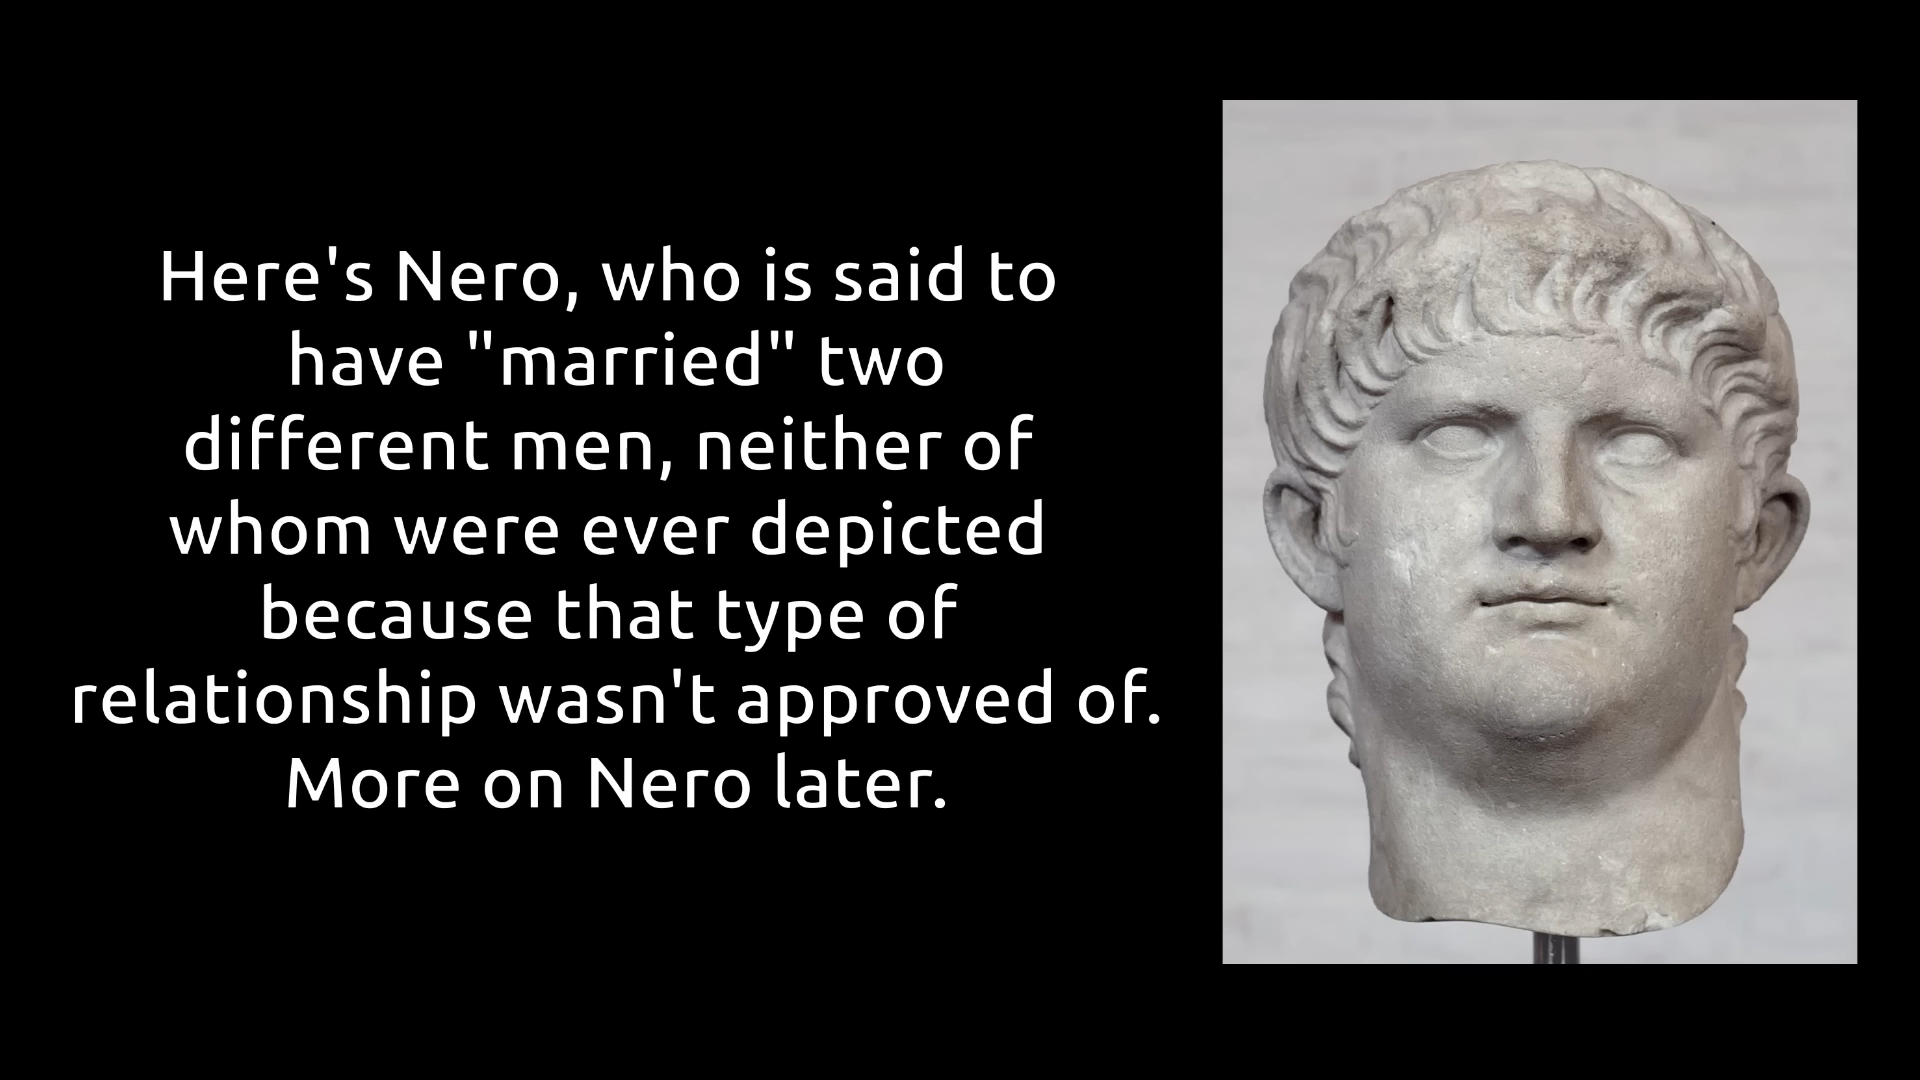 Here's Nero, who is said to
have "married" two
different men, neither of
whom were ever depicted
because that type of
relationship wasn't approved of.
More on Nero later.